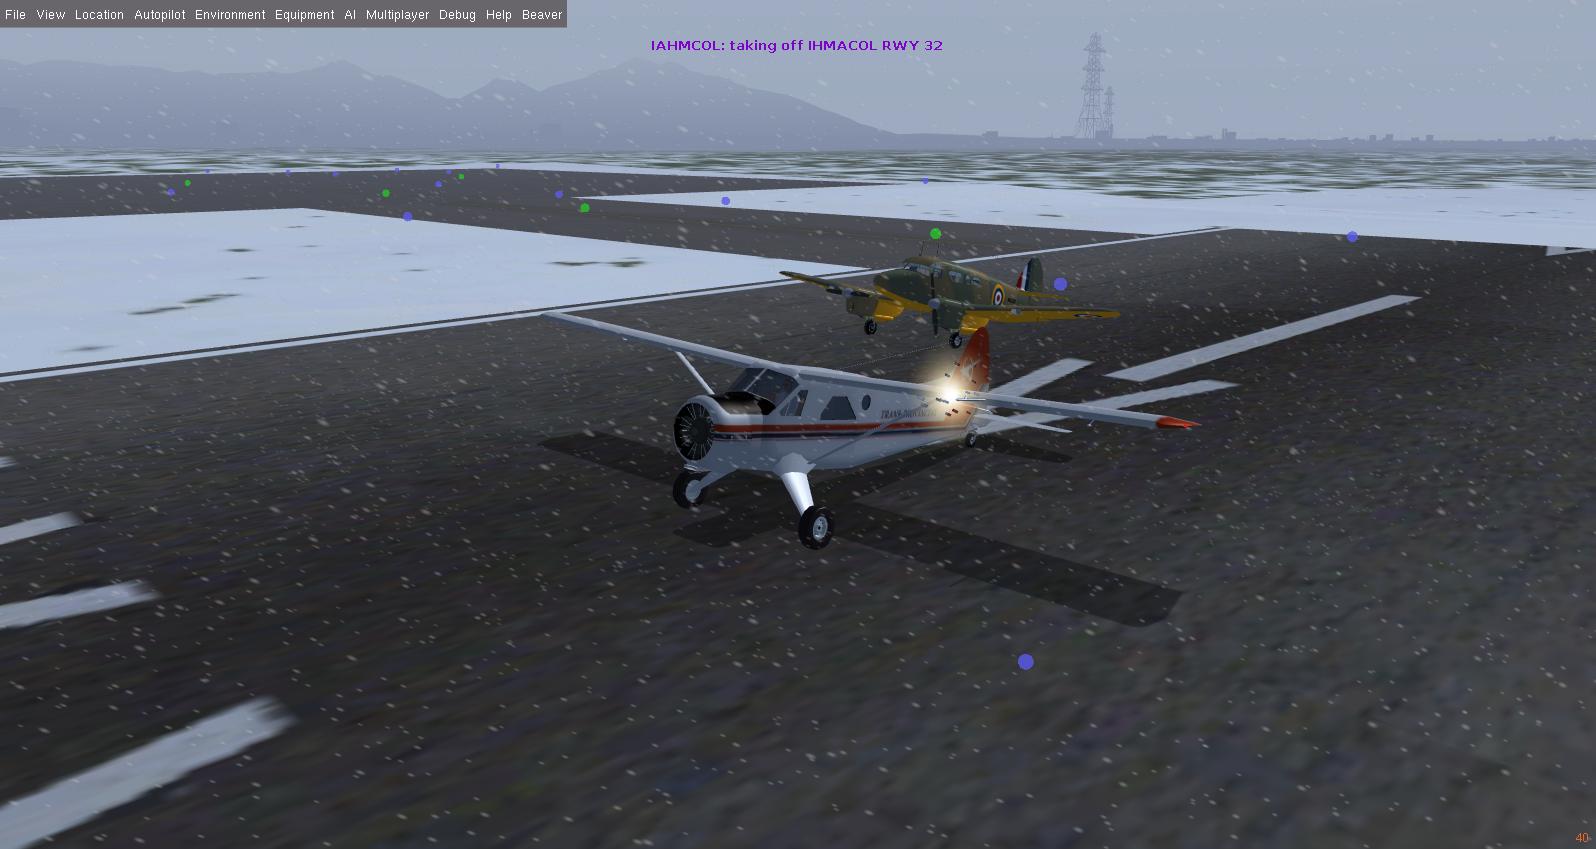 File View Location Autopilot Environment Equipment AI Multiplayer Debug Help Beaver
IAHMCOL: taking off IHMACOL RWY 32
40